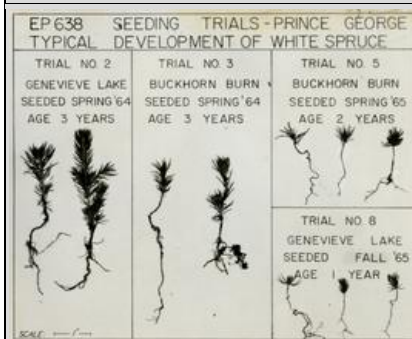 EP 638 SEEDING TRIALS - PRINCE GEORGE
TYPICAL DEVELOPMENT OF WHITE SPRUCE
TRIAL NO. 2
GENEVIEVE LAKE
SEEDED SPRING '64
AGE 3 YEARS
TRIAL NO. 3
BUCKHORN BURN
SEEDED SPRING '64
AGE 3 YEARS
TRIAL NO. 5
BUCKHORN BURN
SEEDED SPRING '65
AGE 2 YEARS
TRIAL NO. 8
GENEVIEVE LAKE
SEEDED FALL '65
AGE 1 YEAR
SCALE: